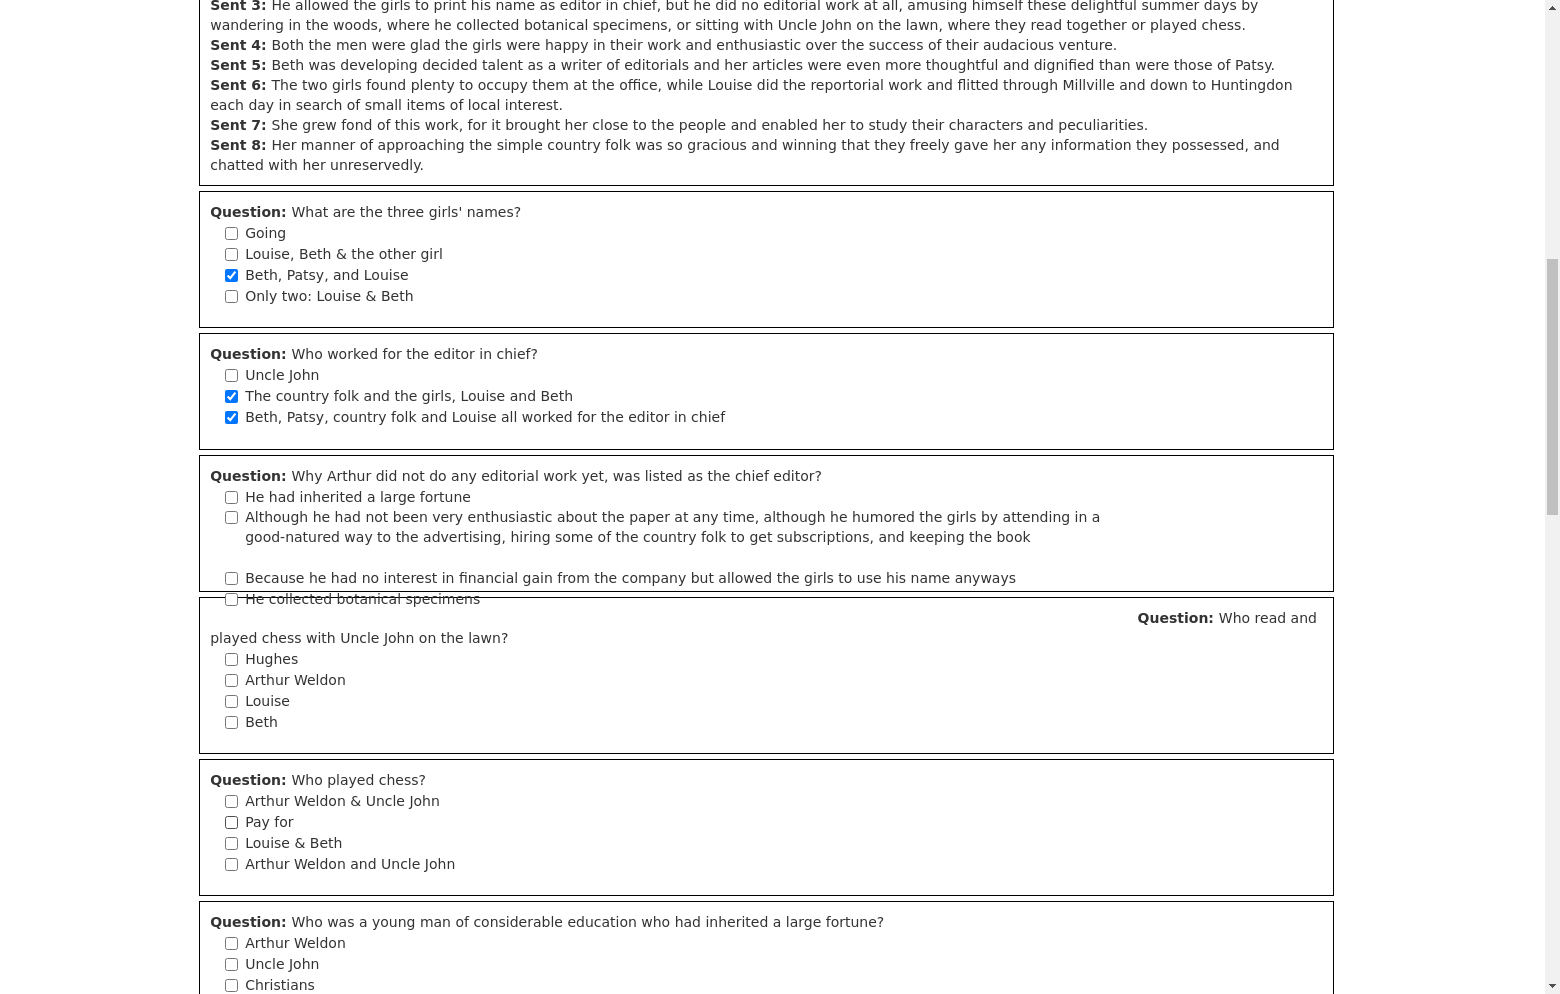 Sent 3: He allowed the girls to print his name as editor in chief, but he did no editorial work at all, amusing himself these delightful summer days by
wandering in the woods, where he collected botanical specimens, or sitting with Uncle John on the lawn, where they read together or played chess.
Sent 4: Both the men were glad the girls were happy in their work and enthusiastic over the success of their audacious venture.
Sent 5: Beth was developing decided talent as a writer of editorials and her articles were even more thoughtful and dignified than were those of Patsy.
Sent 6: The two girls found plenty to occupy them at the office, while Louise did the reportorial work and flitted through Millville and down to Huntingdon
each day in search of small items of local interest.
Sent 7: She grew fond of this work, for it brought her close to the people and enabled her to study their characters and peculiarities.
Sent 8: Her manner of approaching the simple country folk was so gracious and winning that they freely gave her any information they possessed, and
chatted with her unreservedly.
Question: What are the three girls' names?
Going
Louise, Beth & the other girl
Beth, Patsy, and Louise
Only two: Louise & Beth
Question: Who worked for the editor in chief?
Uncle John
The country folk and the girls, Louise and Beth
Beth, Patsy, country folk and Louise all worked for the editor in chief
Question: Why Arthur did not do any editorial work yet, was listed as the chief editor?
He had inherited a large fortune
Although he had not been very enthusiastic about the paper at any time, although he humored the girls by attending in a
good-natured way to the advertising, hiring some of the country folk to get subscriptions, and keeping the book
Because he had no interest in financial gain from the company but allowed the girls to use his name anyways
He collected botanical specimens
Question: Who read and
played chess with Uncle John on the lawn?
Hughes
Arthur Weldon
Louise
Beth
Question: Who played chess?
Arthur Weldon & Uncle John
Pay for
Louise & Beth
Arthur Weldon and Uncle John
Question: Who was a young man of considerable education who had inherited a large fortune?
Arthur Weldon
Uncle John
Christians